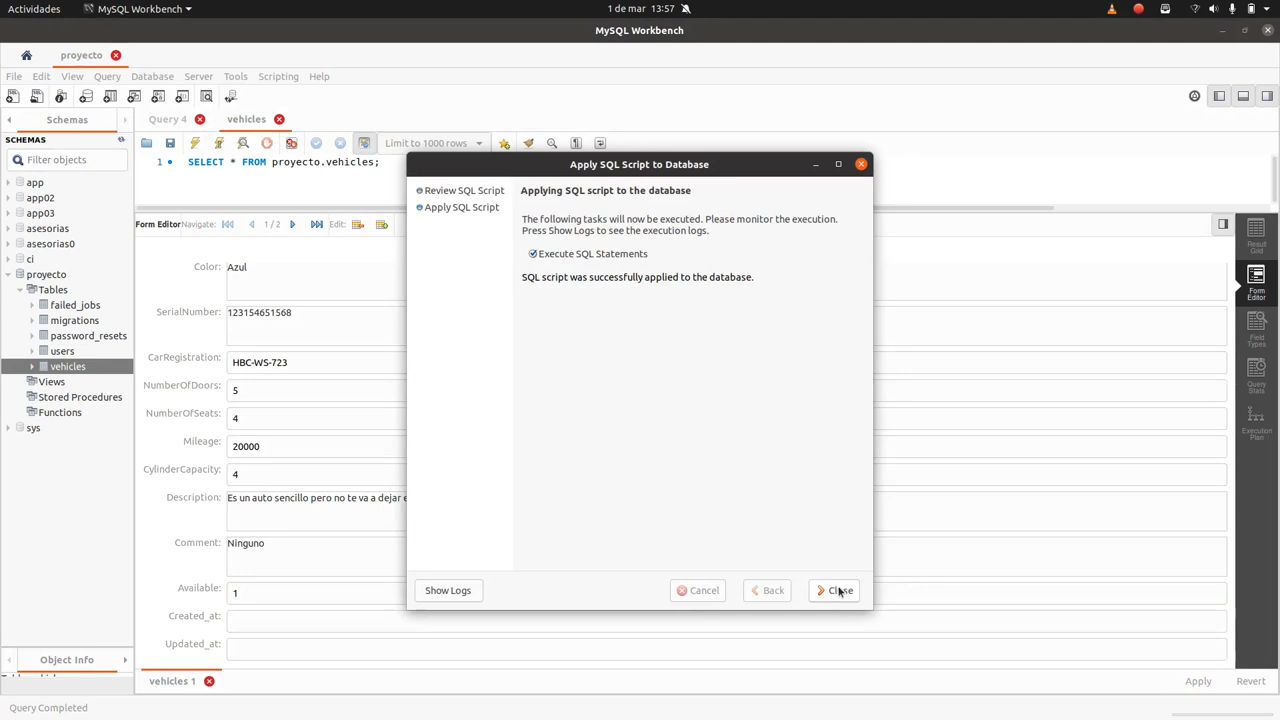 Actividades
MySQL Workbench
1 de mar 13:57
MySQL Workbench
proyecto
File Edit View Query Database Server Tools Scripting Help
Schemas
Query 4
vehicles
SCHEMAS
Limit to 1000 rows
Filter objects
1
SELECT * FROM proyecto.vehicles;
app
app02
app03
asesorias
asesorias0
ci
proyecto
Tables
failed_jobs
migrations
password_resets
users
vehicles
Views
Stored Procedures
Functions
sys
Form Editor
Navigate:
1 / 2
Edit:
Color:
Azul
SerialNumber:
123154651568
CarRegistration:
HBC-WS-723
NumberOfDoors:
5
NumberOfSeats:
4
Mileage:
20000
CylinderCapacity:
4
Description:
Es un auto sencillo pero no te va a dejar
Comment:
Ninguno
Available:
1
Created_at:
Updated_at:
Apply SQL Script to Database
Review SQL Script
Apply SQL Script
Applying SQL script to the database
The following tasks will now be executed. Please monitor the execution.
Press Show Logs to see the execution logs.
Execute SQL Statements
SQL script was successfully applied to the database.
Show Logs
Cancel
Back
Close
Result
Grid
Form
Editor
Field
Types
Query
Stats
Execution
Plan
Object Info
vehicles 1
Apply
Revert
Query Completed